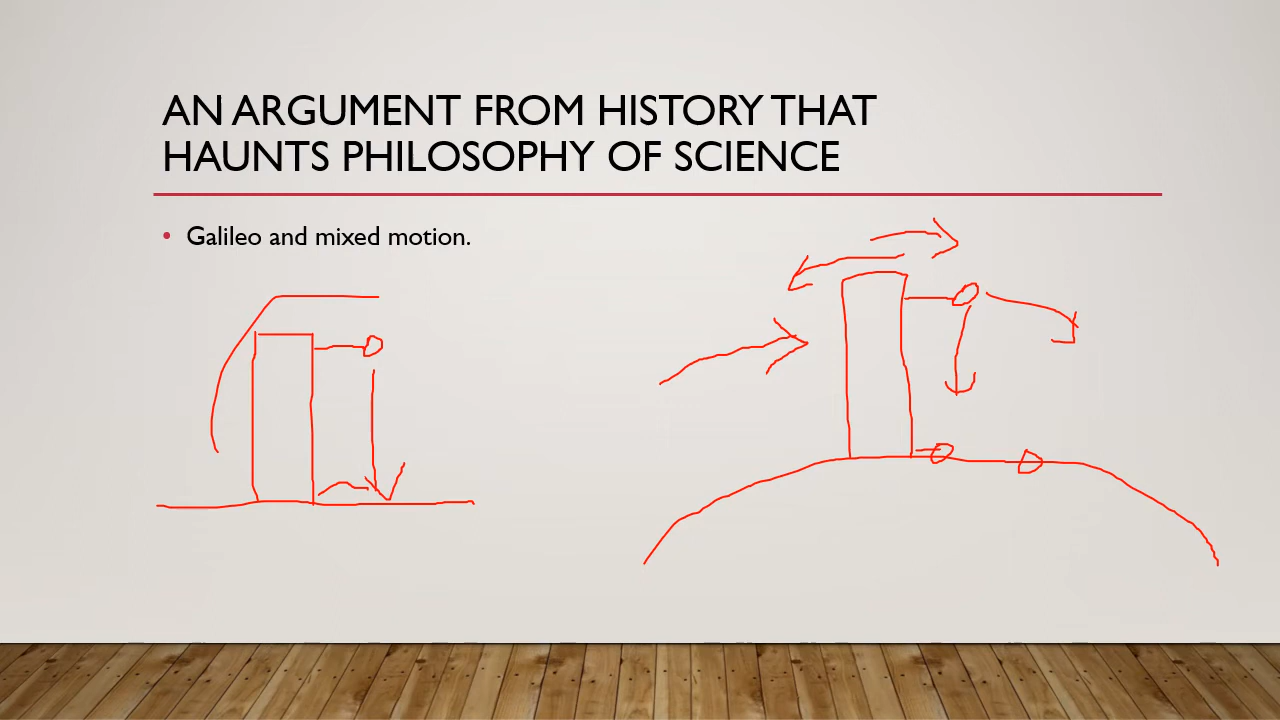 AN ARGUMENT FROM HISTORY THAT
HAUNTS PHILOSOPHY OF SCIENCE
• Galileo and mixed motion.